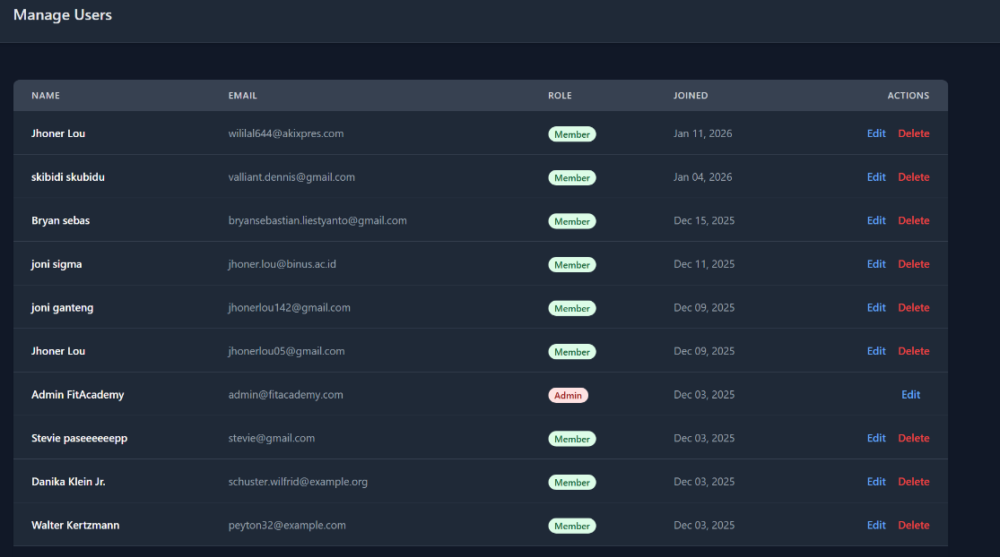 Manage Users
NAME EMAIL ROLE JOINED ACTIONS
Jhoner Lou wililal644@akixpres.com Member Jan 11, 2026 Edit Delete
skibidi skubidu valliant.dennis@gmail.com Member Jan 04, 2026 Edit Delete
Bryan sebas bryansebastian.liestyanto@gmail.com Member Dec 15, 2025 Edit Delete
joni sigma jhoner.lou@binus.ac.id Member Dec 11, 2025 Edit Delete
joni ganteng jhonerlou142@gmail.com Member Dec 09, 2025 Edit Delete
Jhoner Lou jhonerlou05@gmail.com Member Dec 09, 2025 Edit Delete
Admin FitAcademy admin@fitacademy.com Admin Dec 03, 2025 Edit
Stevie paseeeeeepp stevie@gmail.com Member Dec 03, 2025 Edit Delete
Danika Klein Jr. schuster.wilfrid@example.org Member Dec 03, 2025 Edit Delete
Walter Kertzmann peyton32@example.com Member Dec 03, 2025 Edit Delete